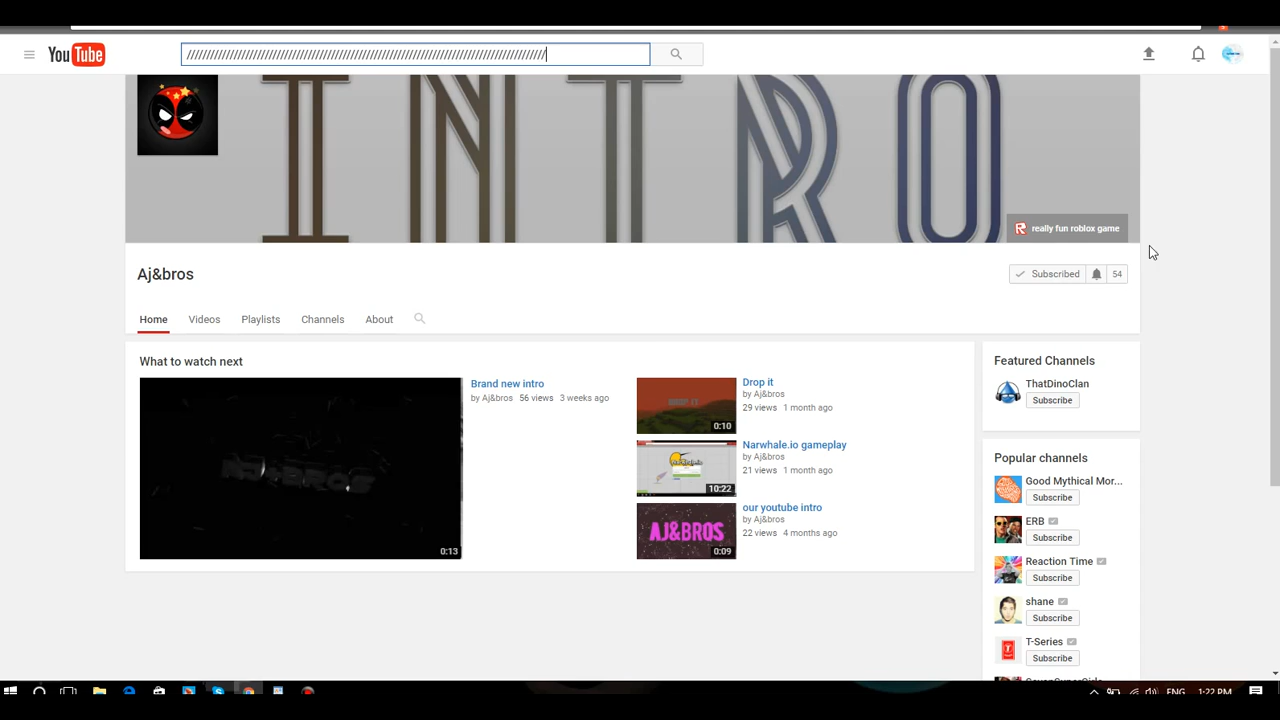 YouTube
////////////////////////////////////////////////////////////////////////////////////////////
INTRO
really fun roblox game
Aj&bros
Subscribed 54
Home Videos Playlists Channels About
What to watch next
Brand new intro
by Aj&bros 56 views 3 weeks ago
NJ&BROS
0:13
Drop it
by Aj&bros
29 views 1 month ago
0:10
Narwhale.io gameplay
by Aj&bros
21 views 1 month ago
10:22
our youtube intro
by Aj&bros
22 views 4 months ago
AJ&BROS
0:09
Featured Channels
ThatDinoClan
Subscribe
Popular channels
Good Mythical Mor...
Subscribe
ERB
Subscribe
Reaction Time
Subscribe
shane
Subscribe
T-Series
Subscribe
ENG 1:22 PM